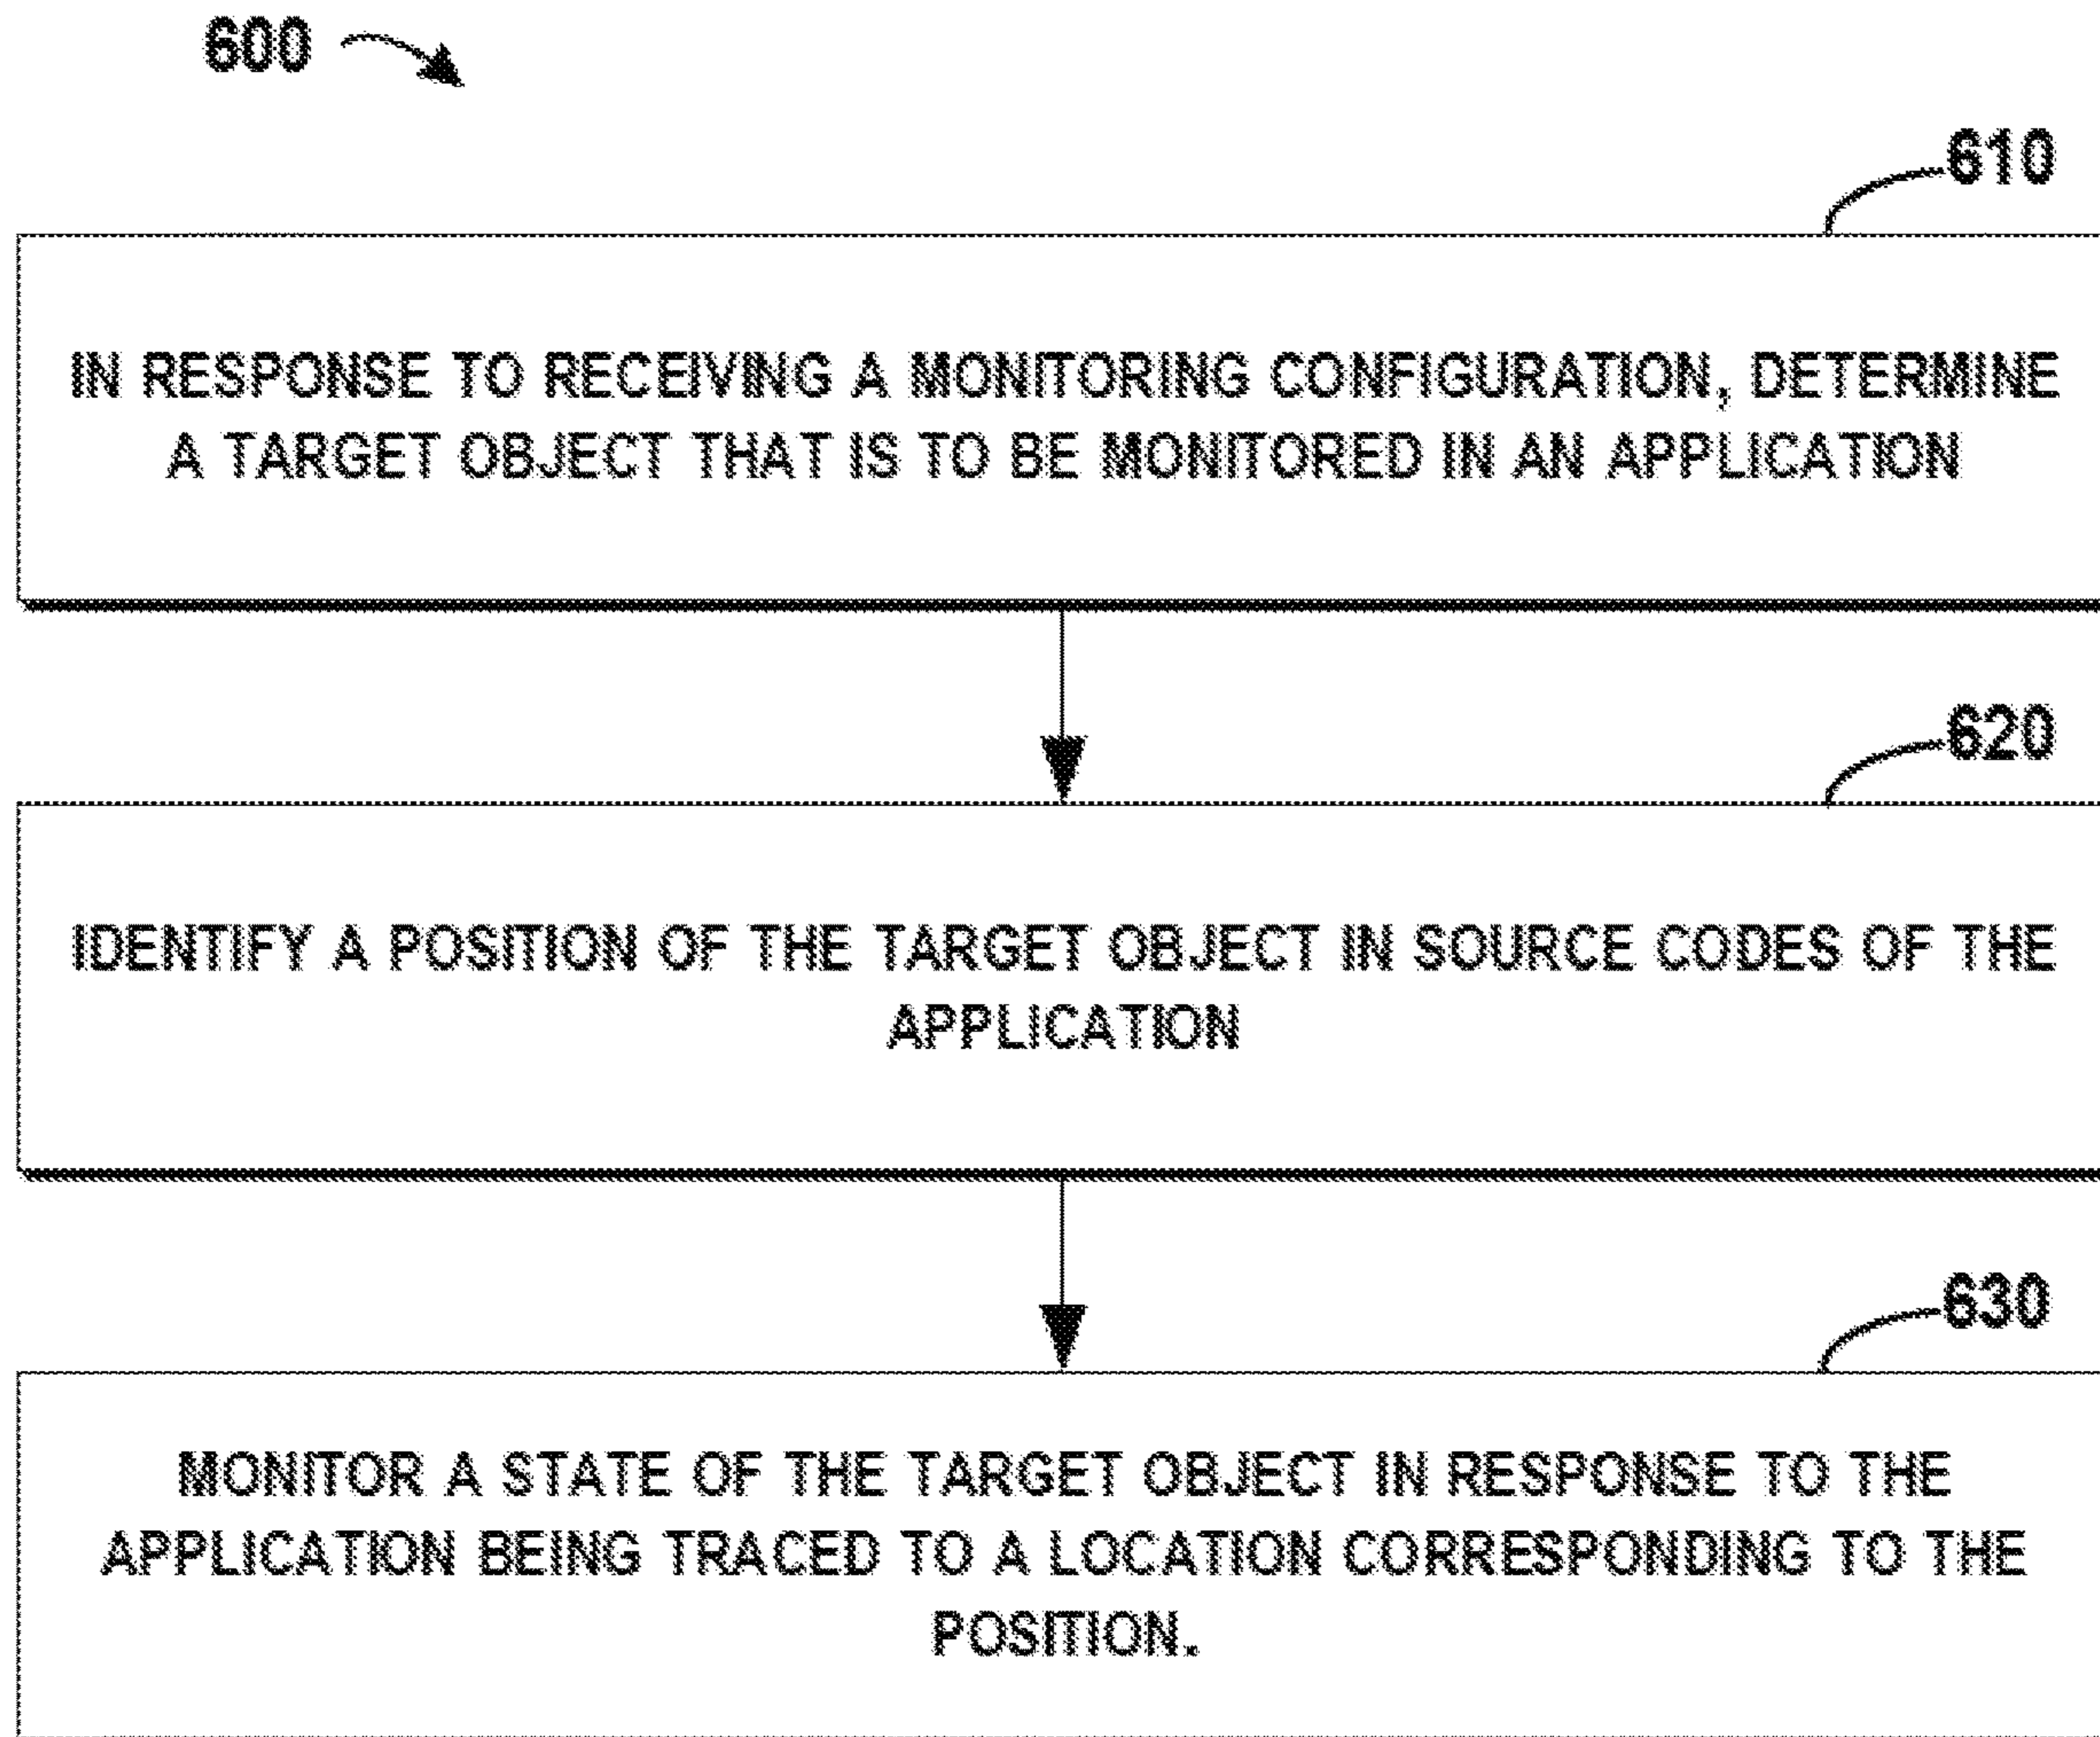 600
610
IN RESPONSE TO RECEIVING A MONITORING CONFIGURATION, DETERMINE
A TARGET OBJECT THAT IS TO BE MONITORED IN AN APPLICATION
620
IDENTIFY A POSITION OF THE TARGET OBJECT IN SOURCE CODES OF THE
APPLICATION
630
MONITOR A STATE OF THE TARGET OBJECT IN RESPONSE TO THE
APPLICATION BEING TRACED TO A LOCATION CORRESPONDING TO THE
POSITION.